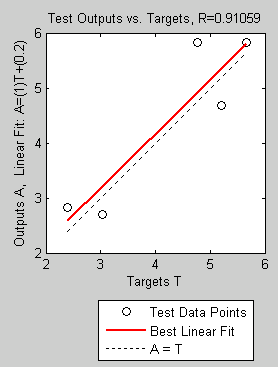 Test Outputs vs. Targets, R=0.91059
Outputs A, Linear Fit: A=(1)T+(0.2)
6
5
4
3
2
2 3 4 5 6
Targets T
Test Data Points
Best Linear Fit
A = T